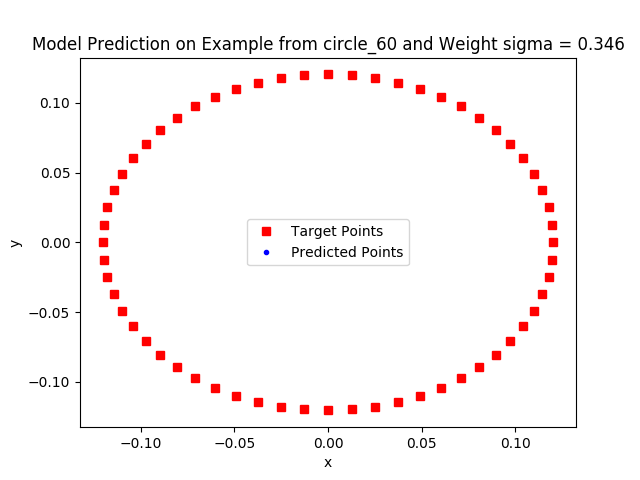 Model Prediction on Example from circle_60 and Weight sigma = 0.346
0.10
0.05
0.00
−0.05
−0.10
y
Target Points
Predicted Points
−0.10
−0.05
0.00
0.05
0.10
x